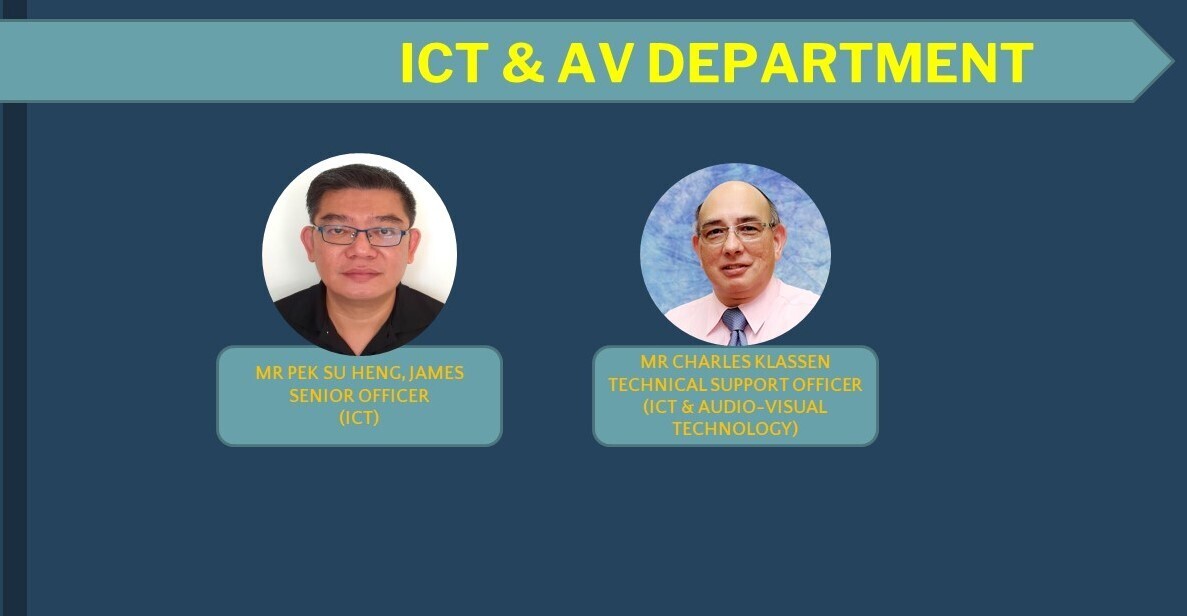 ICT & AV DEPARTMENT
MR PEK SU HENG, JAMES
SENIOR OFFICER
(ICT)
MR CHARLES KLASSEN
TECHNICAL SUPPORT OFFICER
(ICT & AUDIO-VISUAL
TECHNOLOGY)